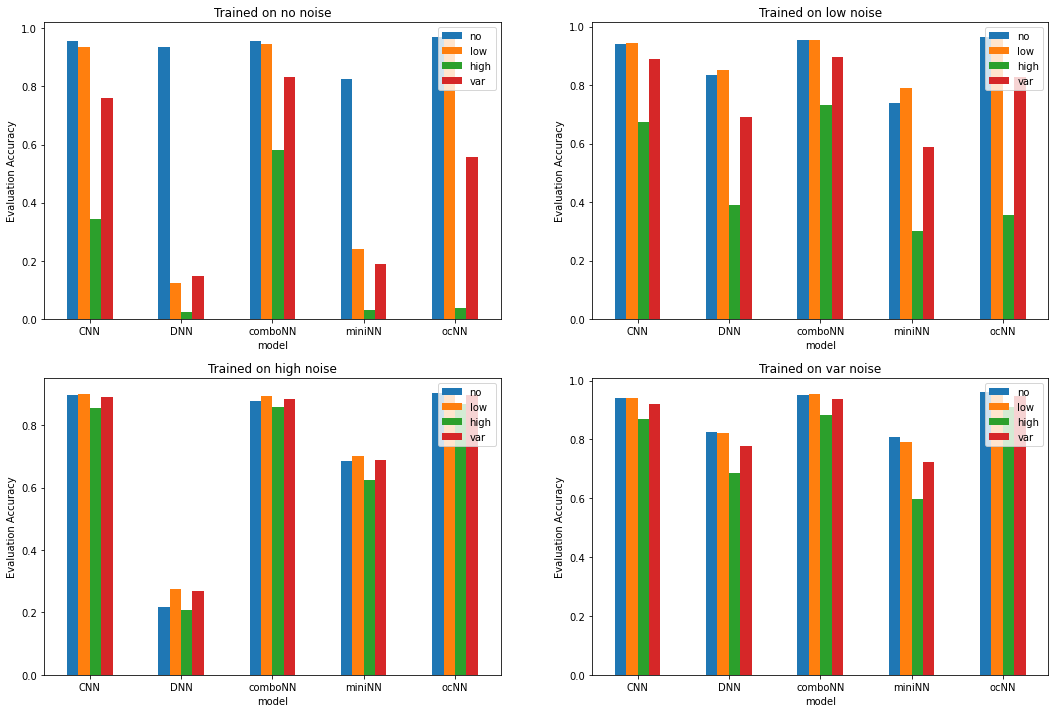 Trained on no noise
1.0
0.8
0.6
0.4
0.2
0.0
Evaluation Accuracy
no
low
high
var
CNN DNN comboNN miniNN ocNN
model
Trained on low noise
1.0
0.8
0.6
0.4
0.2
0.0
Evaluation Accuracy
no
low
high
var
CNN DNN comboNN miniNN ocNN
model
Trained on high noise
0.8
0.6
0.4
0.2
0.0
Evaluation Accuracy
no
low
high
var
CNN DNN comboNN miniNN ocNN
model
Trained on var noise
1.0
0.8
0.6
0.4
0.2
0.0
Evaluation Accuracy
no
low
high
var
CNN DNN comboNN miniNN ocNN
model